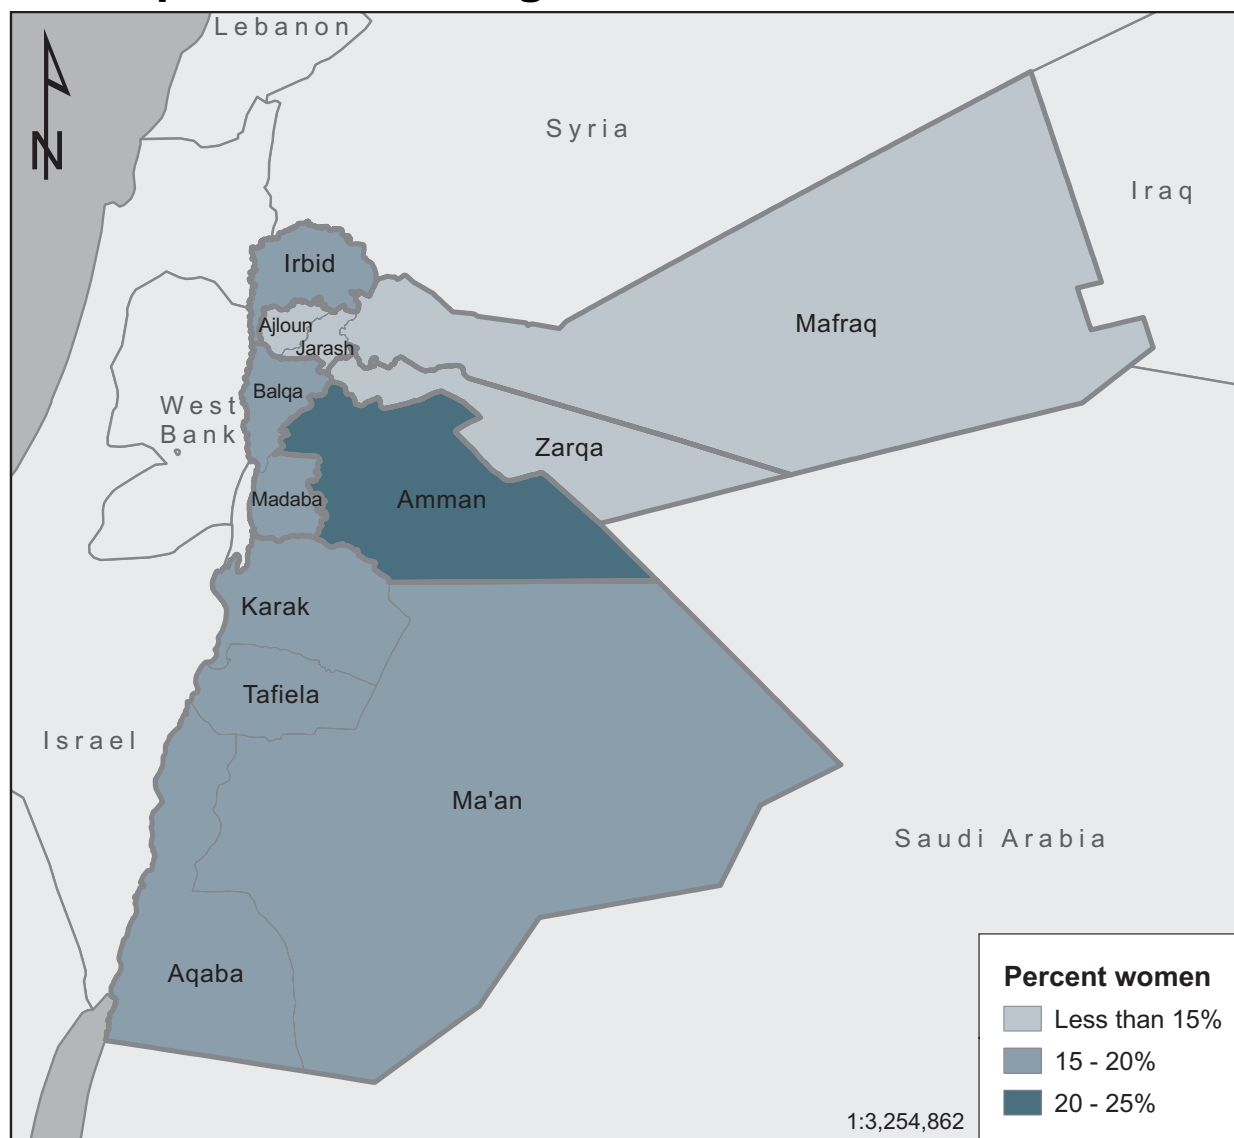 Lebanon
N
Syria
Iraq
Irbid
Ajloun
Jarash
Mafraq
Balqa
West
Bank
Zarqa
Madaba
Amman
Karak
Tafiela
Israel
Ma'an
Saudi Arabia
Aqaba
Percent women
Less than 15%
15 - 20%
20 - 25%
1:3,254,862